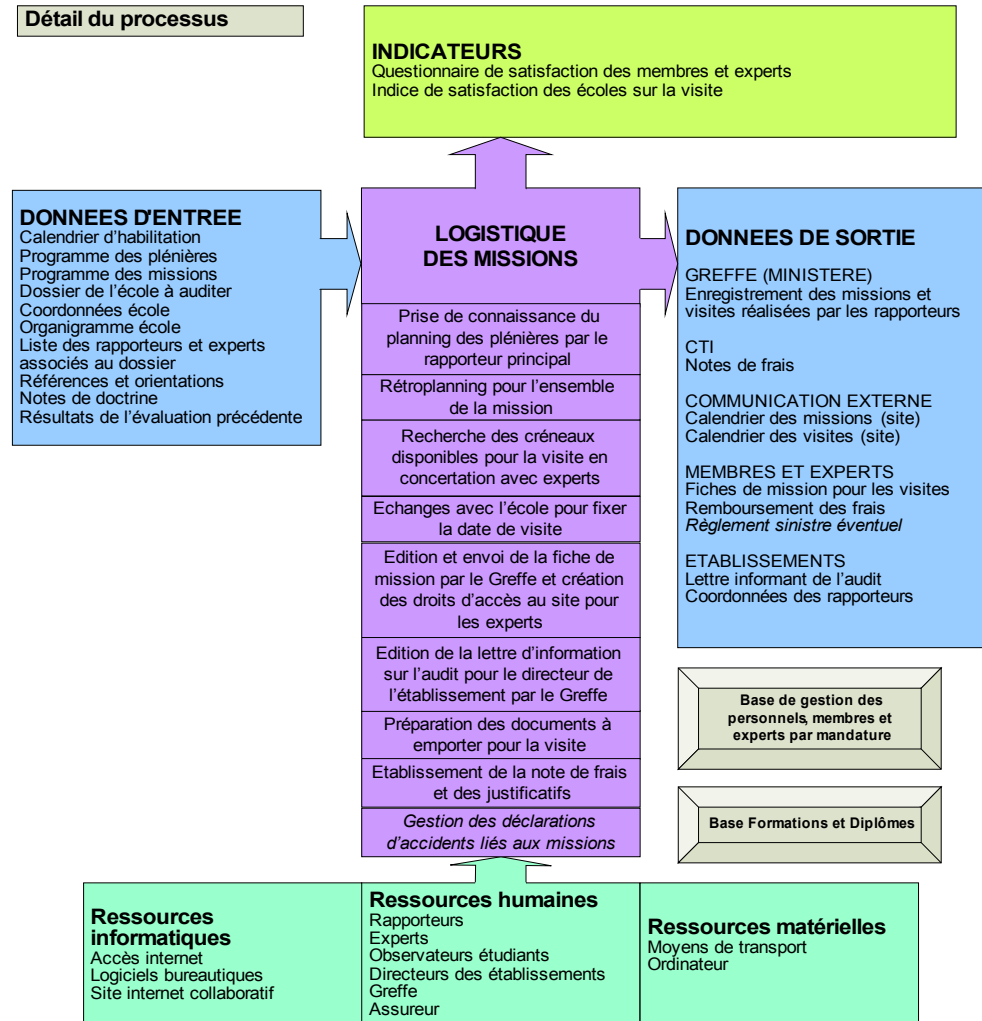 Détail du processus
INDICATEURS
Questionnaire de satisfaction des membres et experts
Indice de satisfaction des écoles sur la visite
DONNEES D'ENTREE
Calendrier d’habilitation
Programme des plénières
Programme des missions
Dossier de l’école à auditer
Coordonnées école
Organigramme école
Liste des rapporteurs et experts
associés au dossier
Références et orientations
Notes de doctrine
Résultats de l’évaluation précédente
LOGISTIQUE
DES MISSIONS
Prise de connaissance du
planning des plénières par le
rapporteur principal
Rétroplanning pour l’ensemble
de la mission
Recherche des créneaux
disponibles pour la visite en
concertation avec experts
Echanges avec l’école pour fixer
la date de visite
Edition et envoi de la fiche de
mission par le Greffe et création
des droits d’accès au site pour
les experts
Edition de la lettre d’information
sur l’audit pour le directeur de
l’établissement par le Greffe
Préparation des documents à
emporter pour la visite
Etablissement de la note de frais
et des justificatifs
Gestion des déclarations
d’accidents liés aux missions
DONNEES DE SORTIE
GREFFE (MINISTERE)
Enregistrement des missions et
visites réalisées par les rapporteurs
CTI
Notes de frais
COMMUNICATION EXTERNE
Calendrier des missions (site)
Calendrier des visites (site)
MEMBRES ET EXPERTS
Fiches de mission pour les visites
Remboursement des frais
Règlement sinistre éventuel
ETABLISSEMENTS
Lettre informant de l’audit
Coordonnées des rapporteurs
Base de gestion des
personnels, membres et
experts par mandature
Base Formations et Diplômes
Ressources
informatiques
Accès internet
Logiciels bureautiques
Site internet collaboratif
Ressources humaines
Rapporteurs
Experts
Observateurs étudiants
Directeurs des établissements
Greffe
Assureur
Ressources matérielles
Moyens de transport
Ordinateur